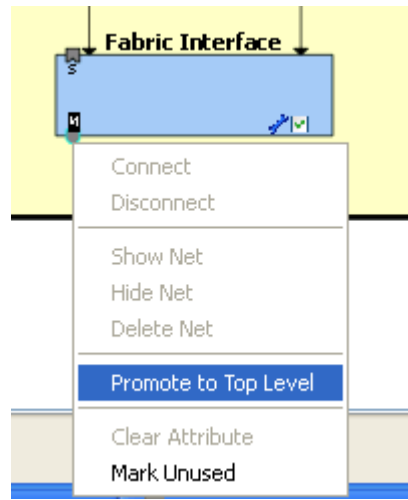 Fabric Interface
S
M
Connect
Disconnect
Show Net
Hide Net
Delete Net
Promote to Top Level
Clear Attribute
Mark Unused